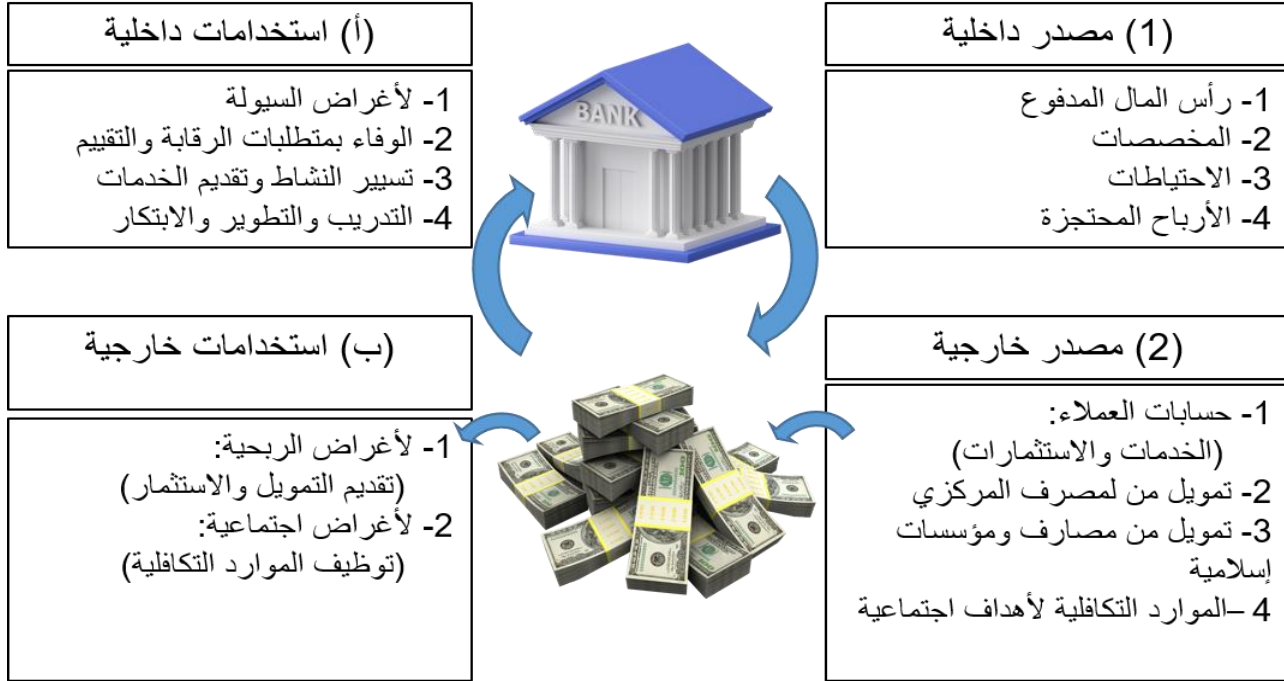 (1) مصدر داخلية
1- رأس المال المدفوع
2- المخصصات
3- الاحتياطات
4- الأرباح المحتجزة
(أ) استخدامات داخلية
1- لأغراض السيولة
2- الوفاء بمتطلبات الرقابة والتقييم
3- تسيير النشاط وتقديم الخدمات
4- التدريب والتطوير والابتكار
BANK
(2) مصدر خارجية
1- حسابات العملاء:
(الخدمات والاستثمارات)
2- تمويل من لمصرف المركزي
3- تمويل من مصارف ومؤسسات
إسلامية
4 –الموارد التكافلية لأهداف اجتماعية
(ب) استخدامات خارجية
1- لأغراض الربحية:
(تقديم التمويل والاستثمار)
2- لأغراض اجتماعية:
(توظيف الموارد التكافلية)